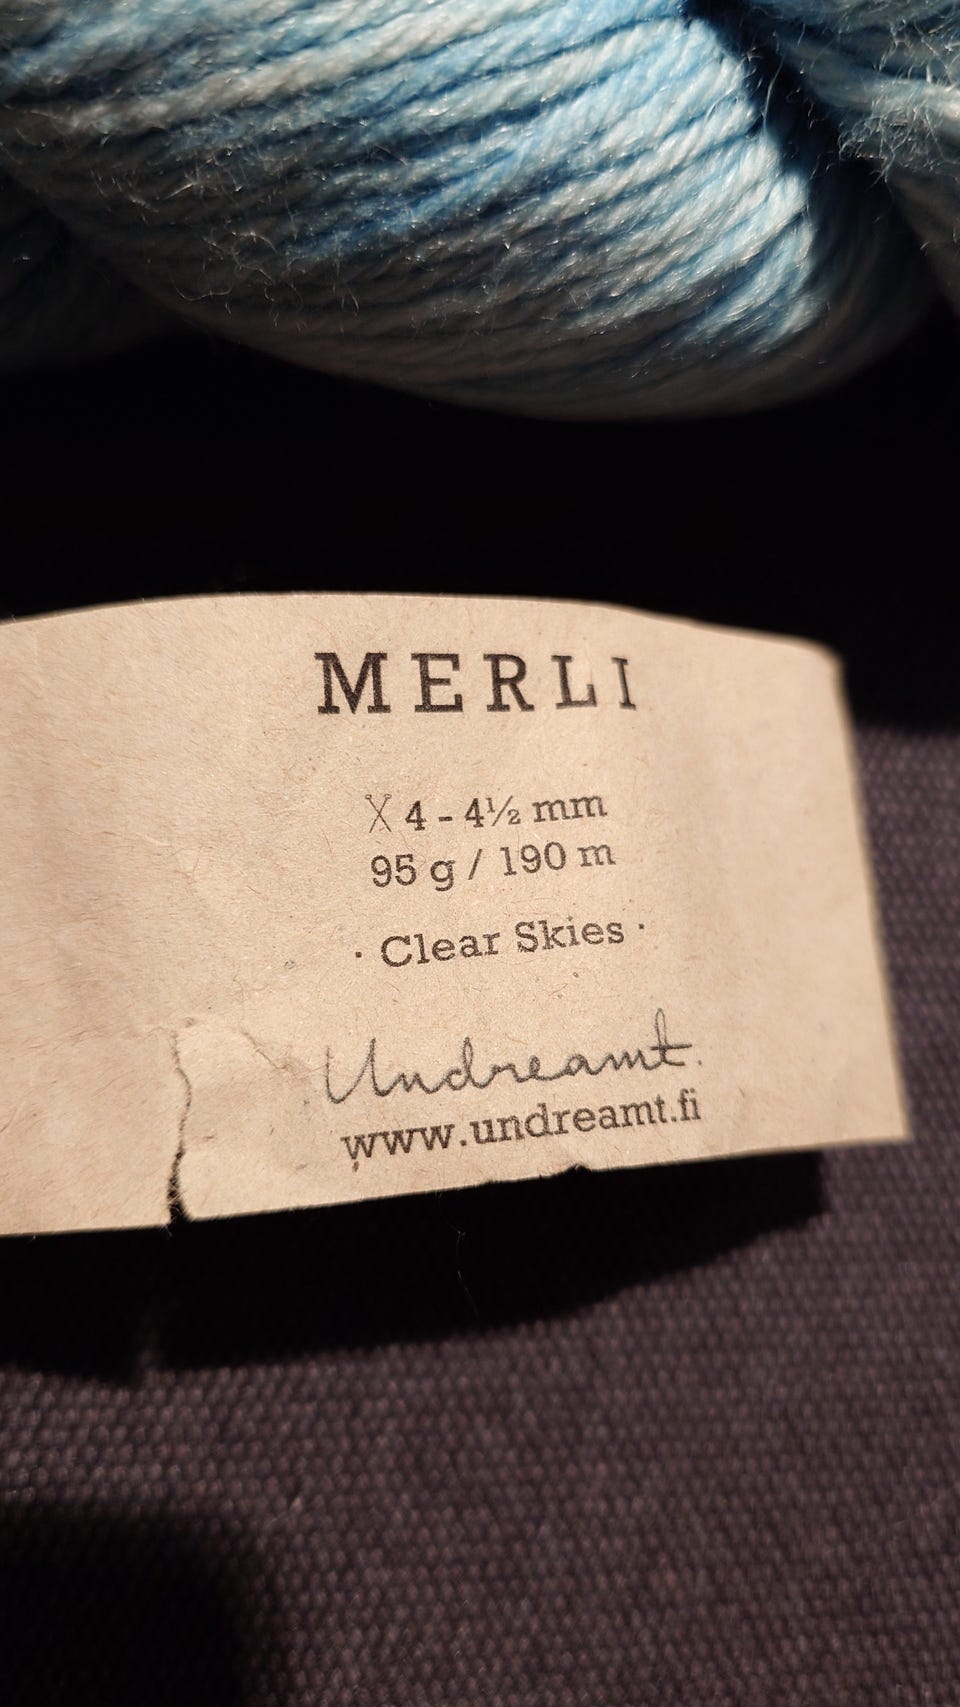 MERLI
4 - 4½ mm
95 g / 190 m
· Clear Skies ·
Undreamt.
www.undreamt.fi